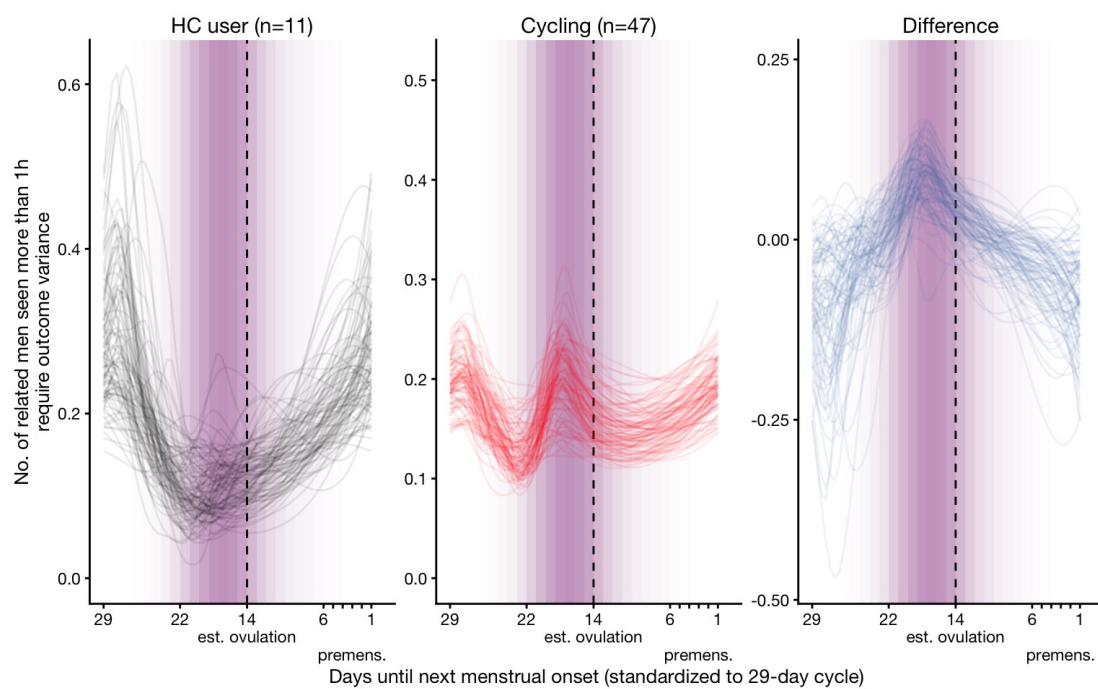 HC user (n=11)
Cycling (n=47)
Difference
No. of related men seen more than 1h
require outcome variance
0.6
0.4
0.2
0.0
0.5
0.4
0.3
0.2
0.1
0.0
0.25
0.00
-0.25
-0.50
29 22 14 6 1
29 22 14 6 1
29 22 14 6 1
est. ovulation
est. ovulation
est. ovulation
premens.
premens.
premens.
Days until next menstrual onset (standardized to 29-day cycle)